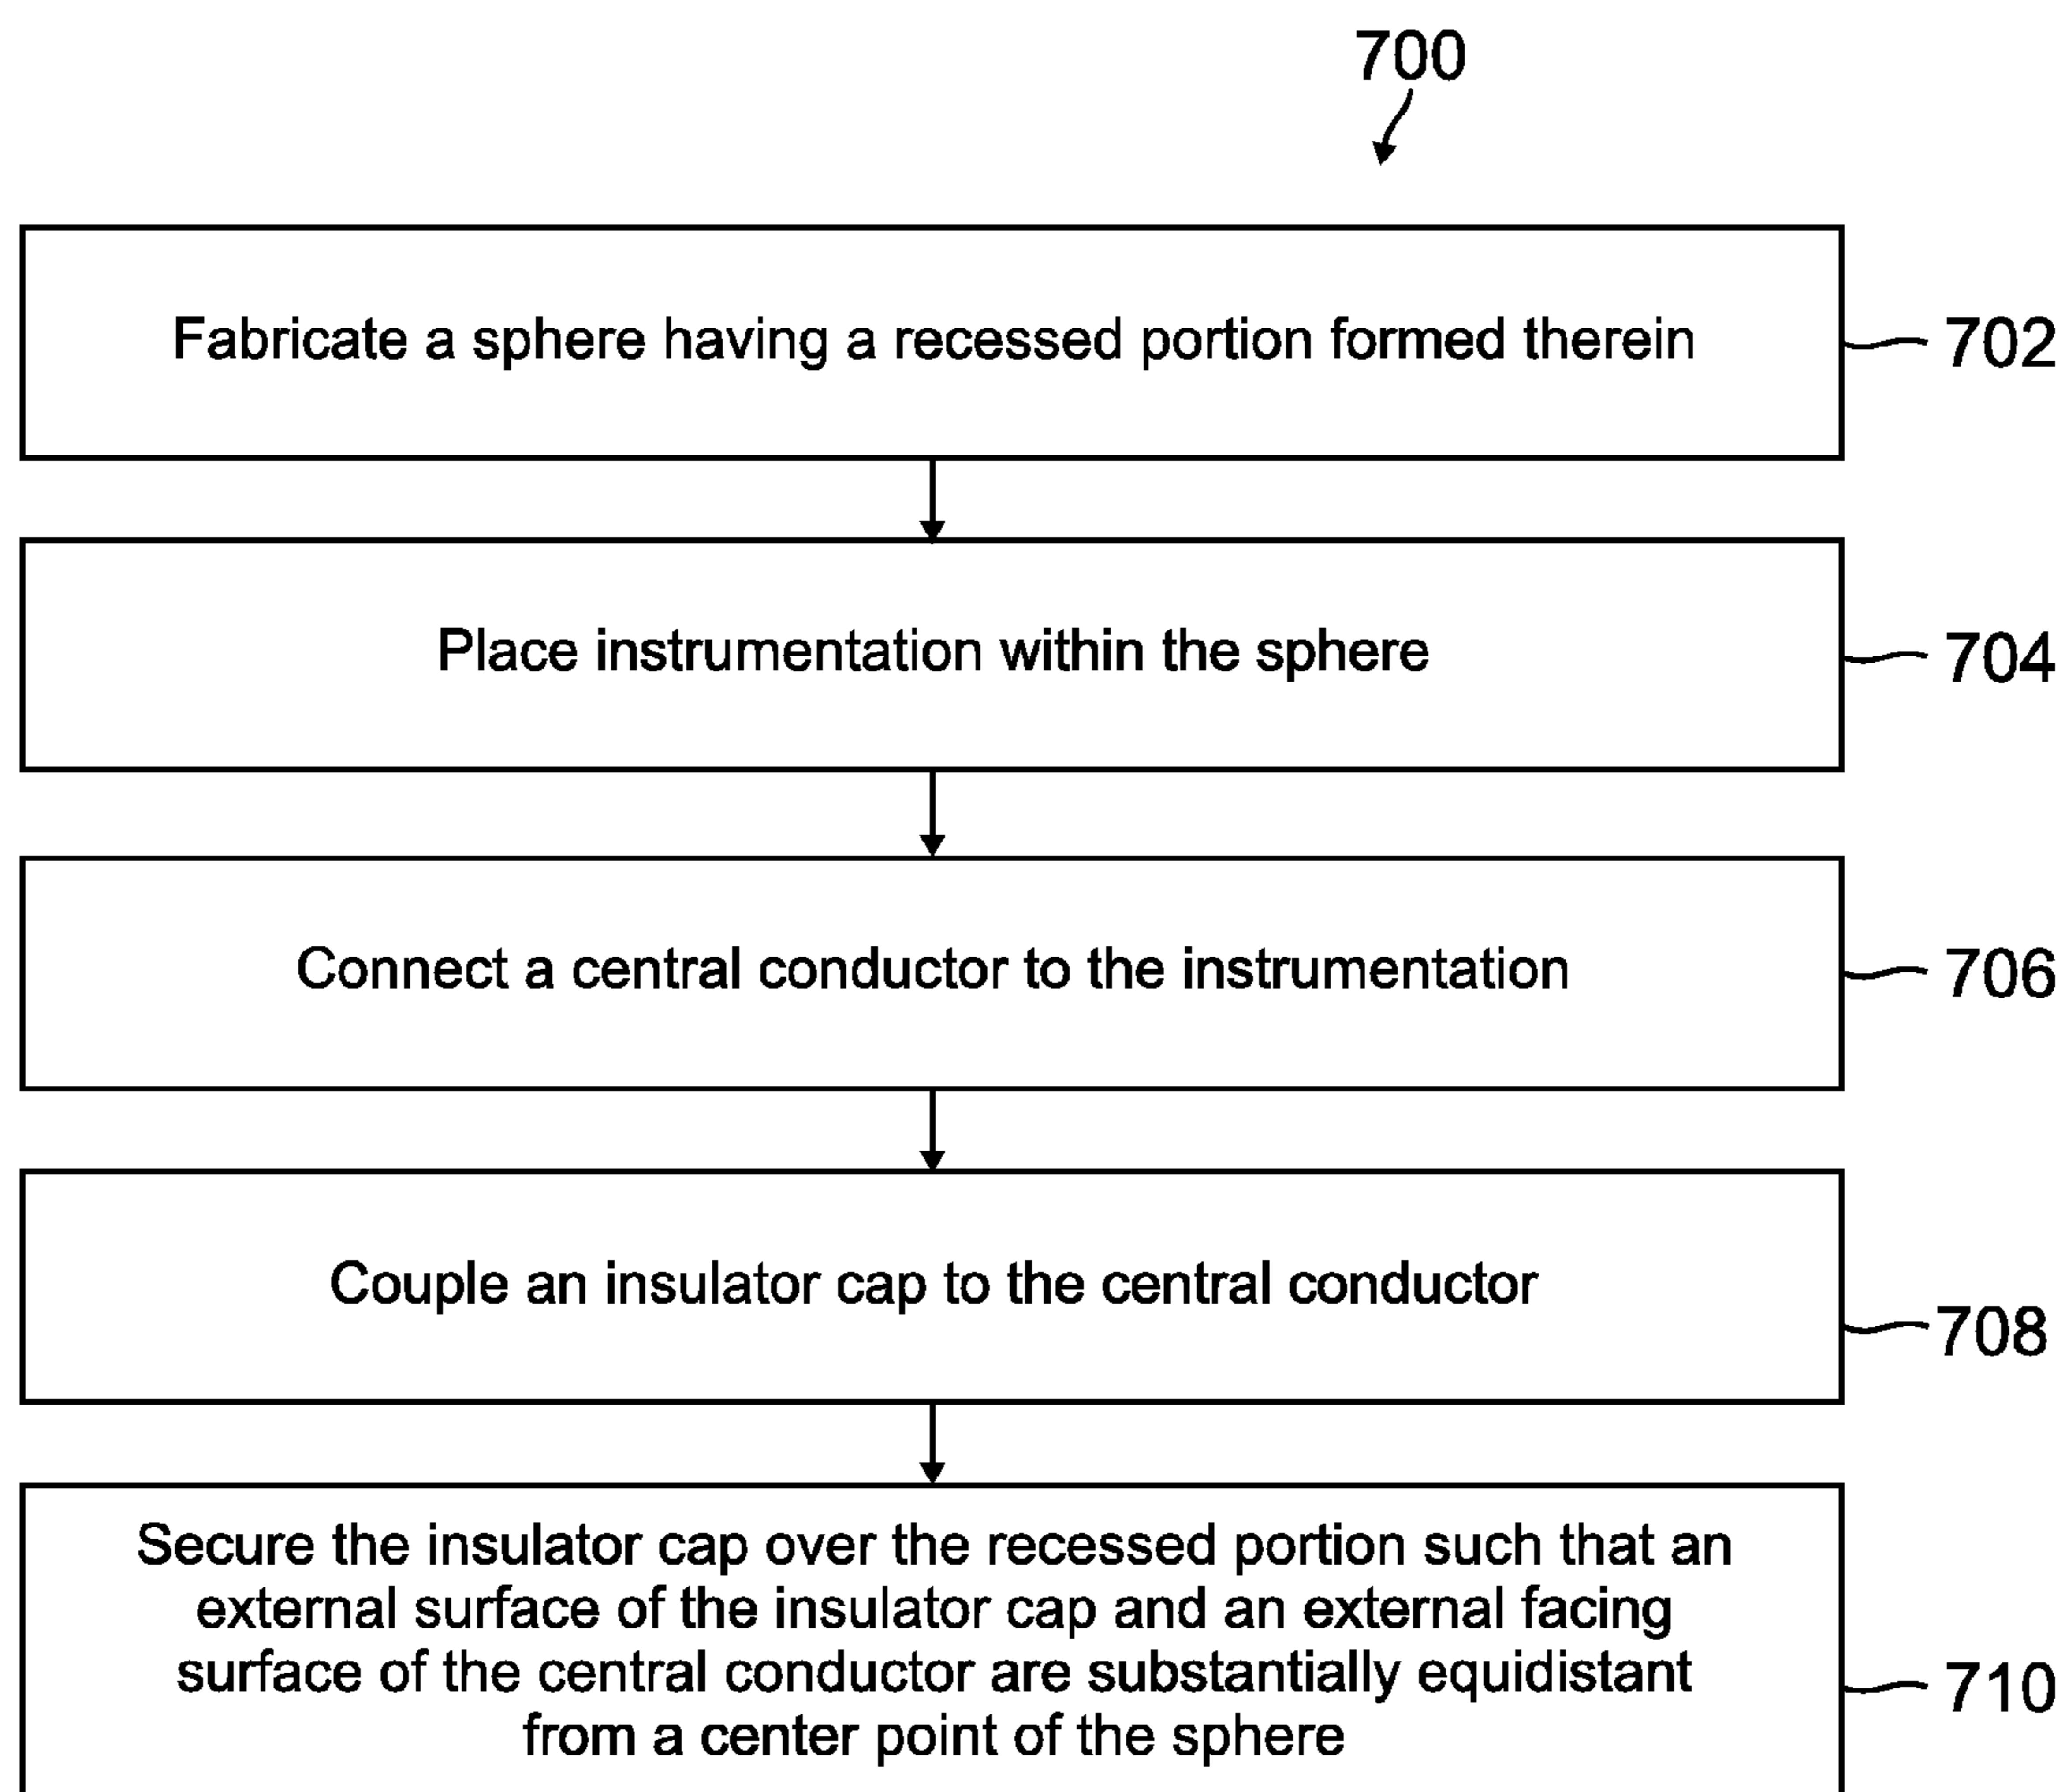 700
Fabricate a sphere having a recessed portion formed therein
702
Place instrumentation within the sphere
704
Connect a central conductor to the instrumentation
706
Couple an insulator cap to the central conductor
708
Secure the insulator cap over the recessed portion such that an
external surface of the insulator cap and an external facing
surface of the central conductor are substantially equidistant
from a center point of the sphere
710